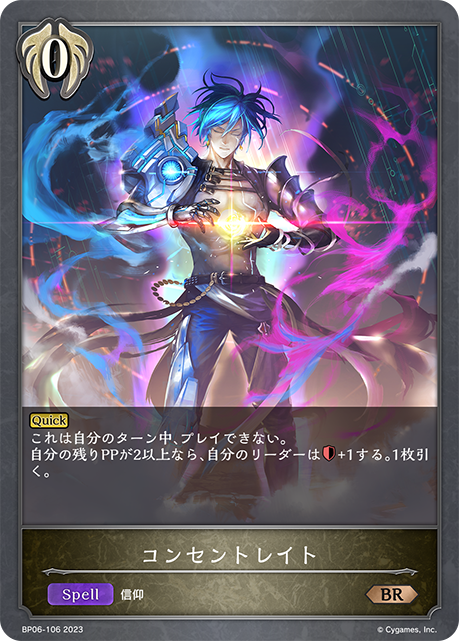 0
Quick
これは自分のターン中、プレイできない。
自分の残りPPが2以上なら、自分のリーダーは+1する。1枚引
く。
コンセントレイト
Spell 信仰 BR
BP06-106 2023 © Cygames, Inc.